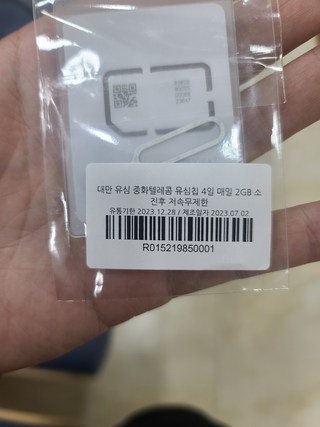 대만 유심 중화텔레콤 유심칩 4일 매일 2GB 소
진후 저속무제한
유통기한 2023.12.28 / 제조일자 2023.07.02
R015219850001